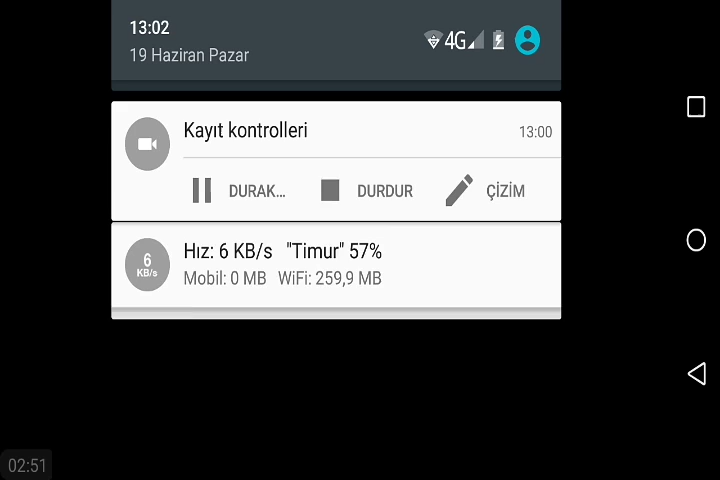 13:02
19 Haziran Pazar
4G
Kayıt kontrolleri
13:00
DURAK...
DURDUR
ÇİZİM
6
KB/s
Hız: 6 KB/s "Timur" 57%
Mobil: 0 MB WiFi: 259,9 MB
02:51